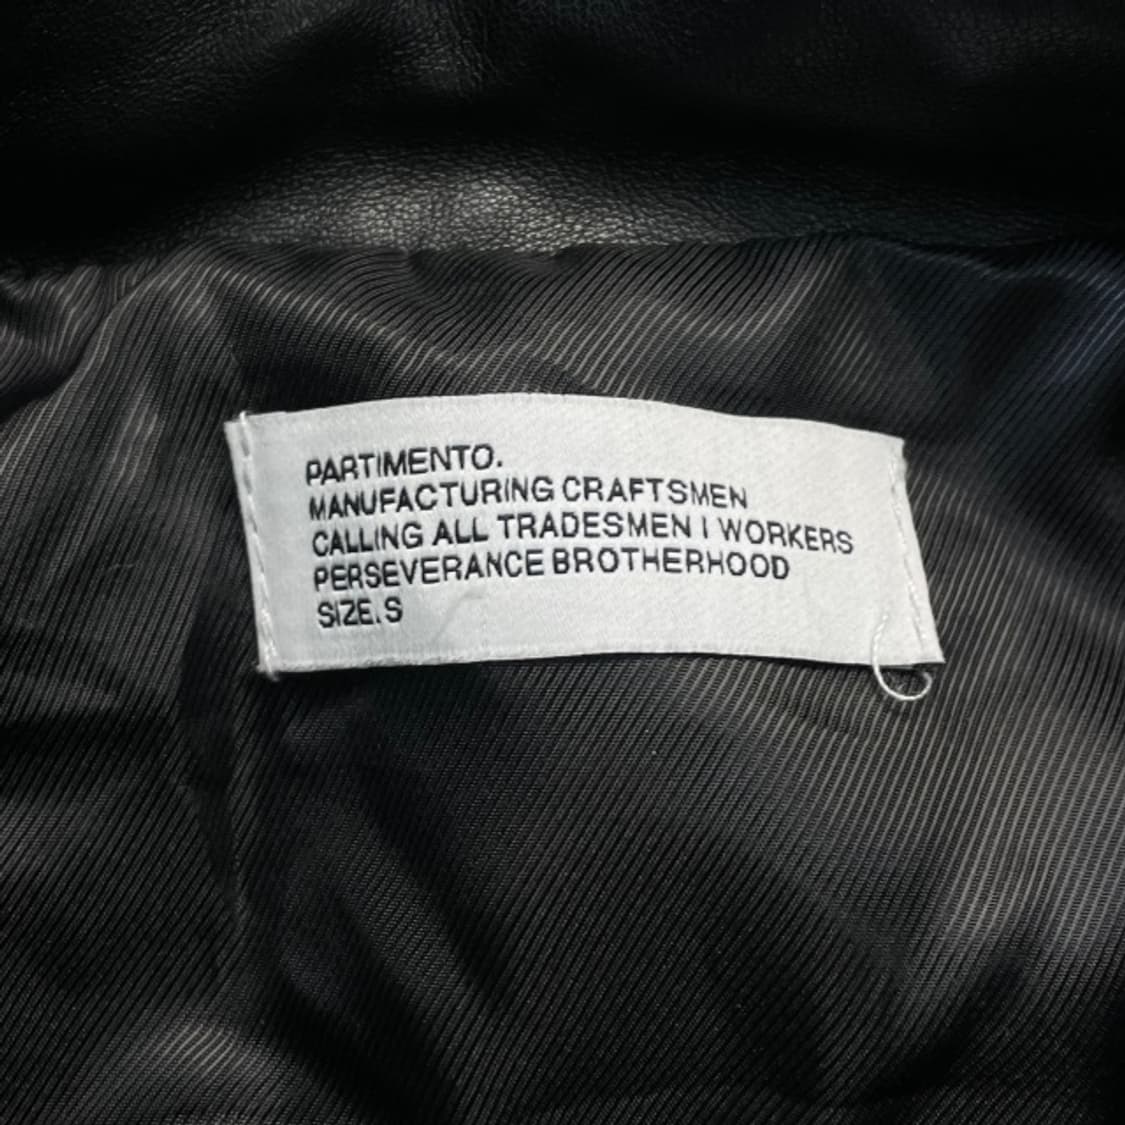 PARTIMENTO.
MANUFACTURING CRAFTSMEN
CALLING ALL TRADESMEN I WORKERS
PERSEVERANCE BROTHERHOOD
SIZE. S